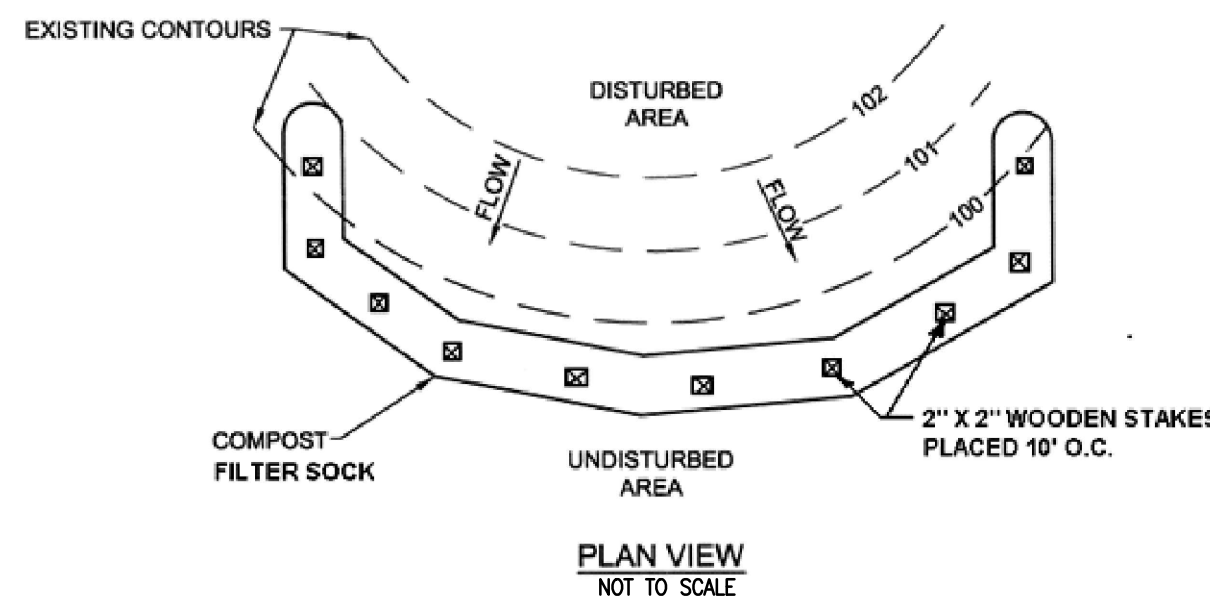 EXISTING CONTOURS
DISTURBED
AREA
102
101
100
FLOW
FLOW
COMPOST
FILTER SOCK
2" X 2" WOODEN STAKES
PLACED 10' O.C.
UNDISTURBED
AREA
PLAN VIEW
NOT TO SCALE